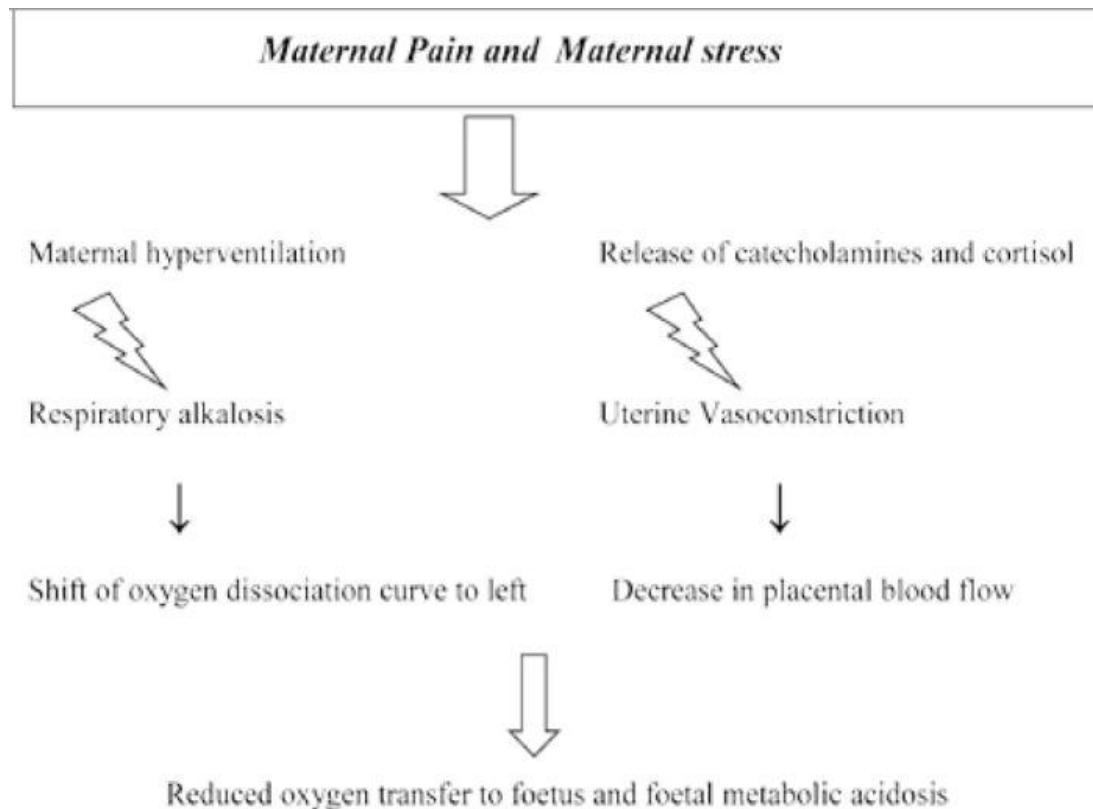 Maternal Pain and Maternal stress
Maternal hyperventilation
Release of catecholamines and cortisol
Respiratory alkalosis
Uterine Vasoconstriction
Shift of oxygen dissociation curve to left
Decrease in placental blood flow
Reduced oxygen transfer to foetus and foetal metabolic acidosis